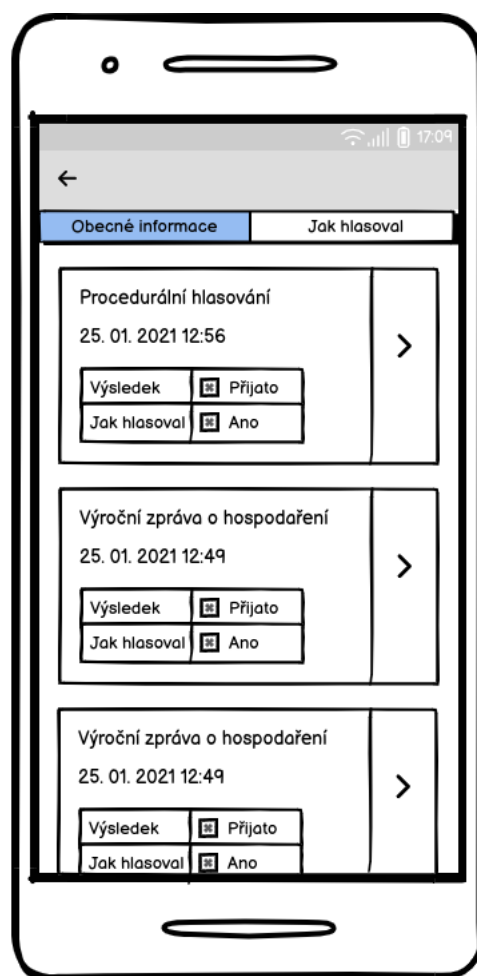 17:09
Obecné informace Jak hlasoval
Procedurální hlasování
25. 01. 2021 12:56
Výsledek Přijato
Jak hlasoval Ano
Výroční zpráva o hospodaření
25. 01. 2021 12:49
Výsledek Přijato
Jak hlasoval Ano
Výroční zpráva o hospodaření
25. 01. 2021 12:49
Výsledek Přijato
Jak hlasoval Ano